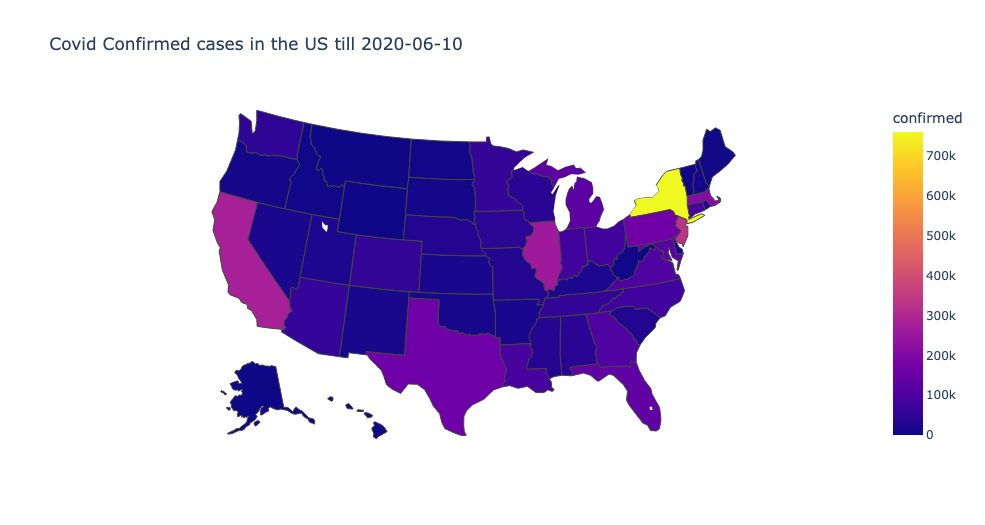 Covid Confirmed cases in the US till 2020-06-10
confirmed
700k
600k
500k
400k
300k
200k
100k
0